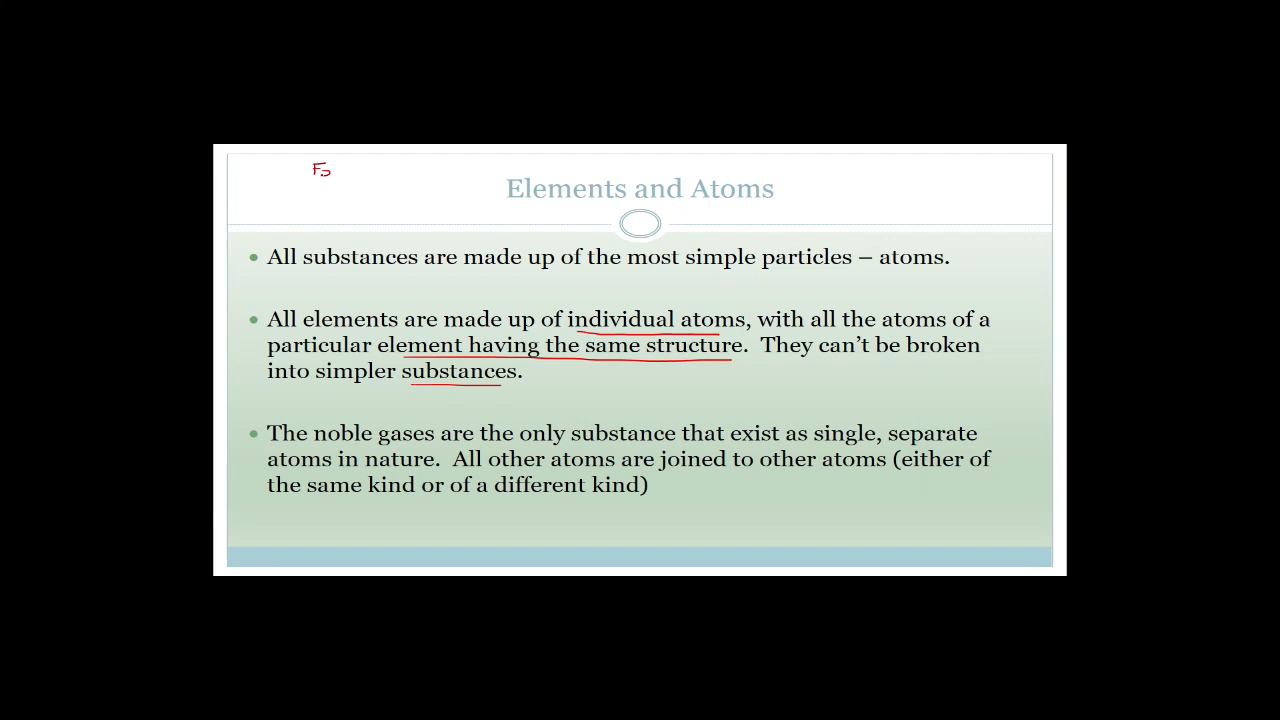 Elements and Atoms
• All substances are made up of the most simple particles – atoms.
• All elements are made up of individual atoms, with all the atoms of a
particular element having the same structure. They can't be broken
into simpler substances.
• The noble gases are the only substance that exist as single, separate
atoms in nature. All other atoms are joined to other atoms (either of
the same kind or of a different kind)